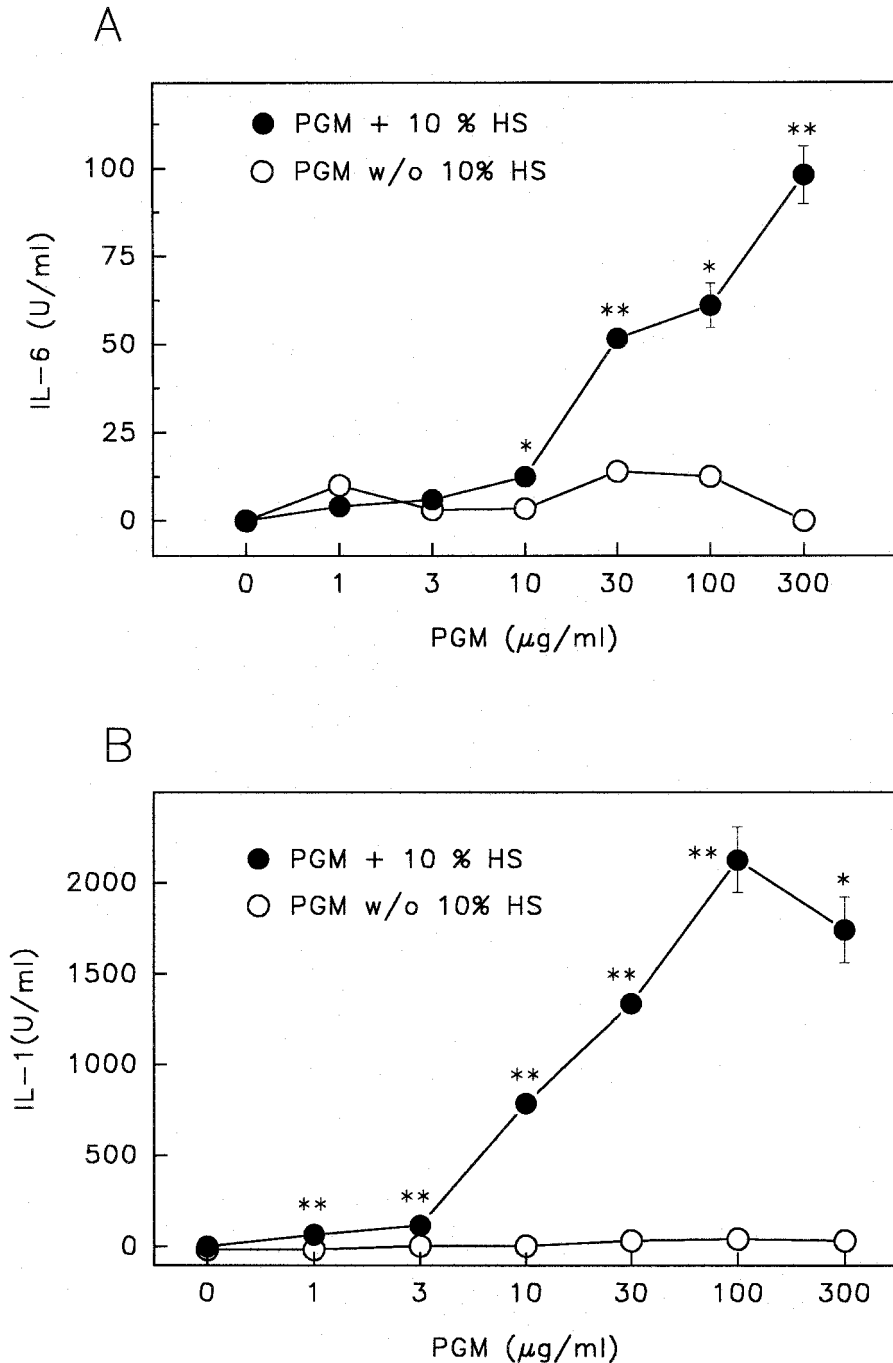 A
PGM + 10 % HS
PGM w/o 10% HS
**
*
**
*
100
75
50
25
0
IL-6 (U/ml)
0 1 3 10 30 100 300
PGM (μg/ml)
B
PGM + 10 % HS
PGM w/o 10% HS
**
*
**
**
**
**
2000
1500
1000
500
0
IL-1(U/ml)
0 1 3 10 30 100 300
PGM (μg/ml)